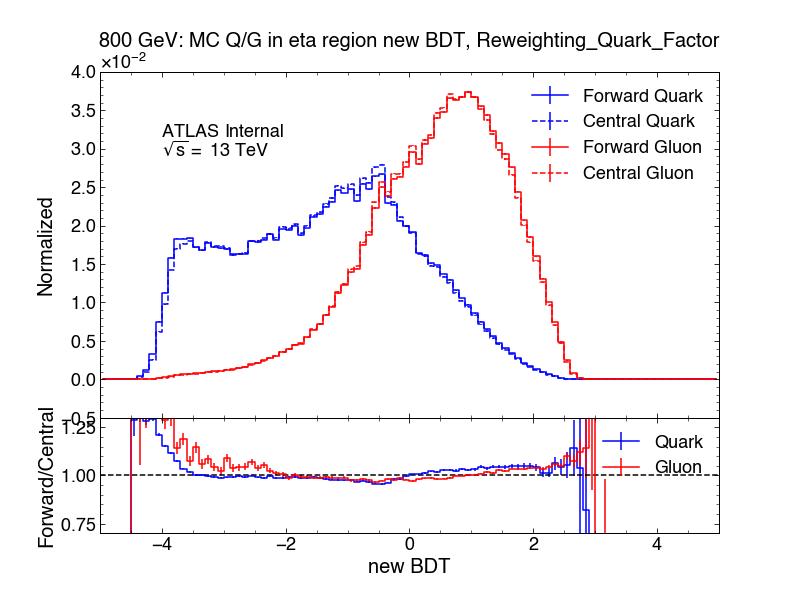 800 GeV: MC Q/G in eta region new BDT, Reweighting_Quark_Factor
×10⁻²
4.0
3.5
3.0
2.5
2.0
1.5
1.0
0.5
0.0
−0.5
Normalized
ATLAS Internal
√s = 13 TeV
Forward Quark
Central Quark
Forward Gluon
Central Gluon
1.25
1.00
0.75
Forward/Central
Quark
Gluon
−4 −2 0 2 4
new BDT